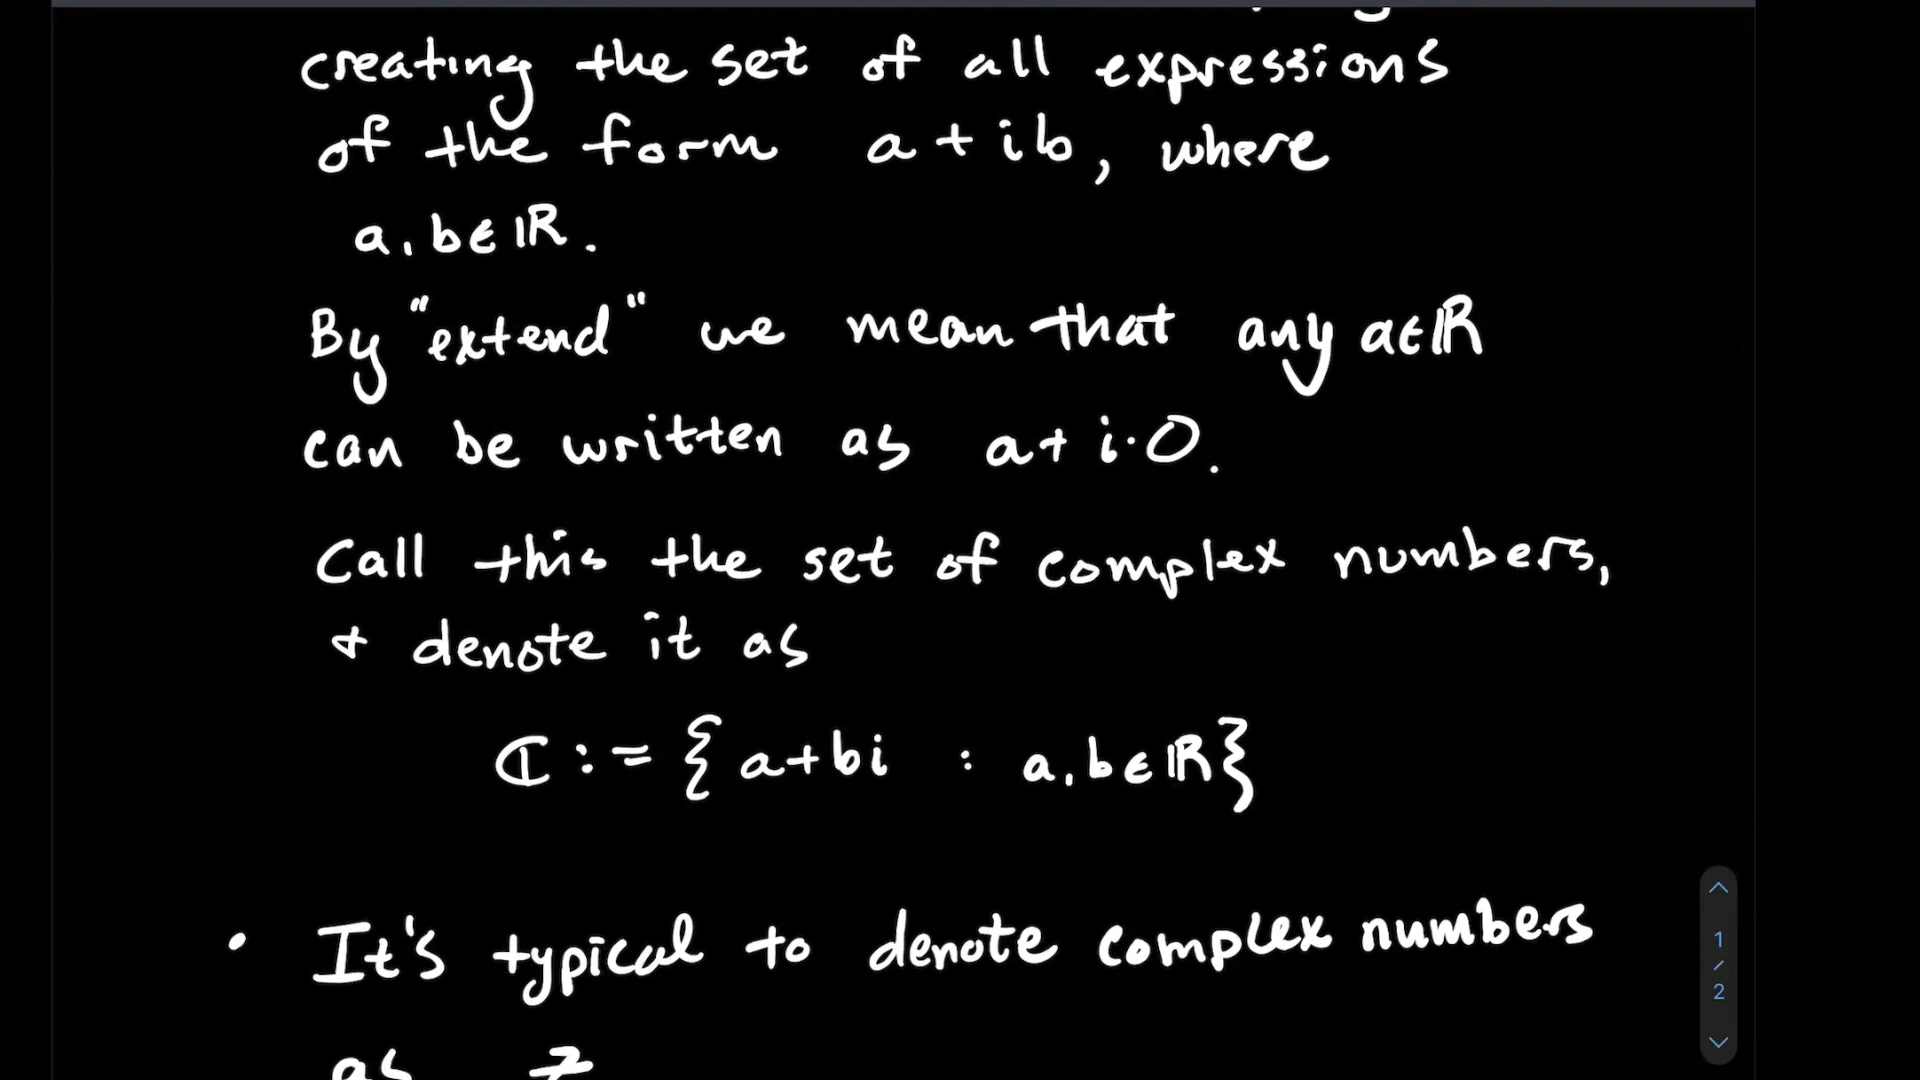 creating the set of all expressions
of the form a + ib, where
a, b ∈ ℝ.
By "extend" we mean that any a∈ℝ
can be written as a + i·0.
Call this the set of complex numbers,
& denote it as
ℂ := { a+bi : a, b ∈ ℝ}
• It's typical to denote complex numbers
as z
1
/
2